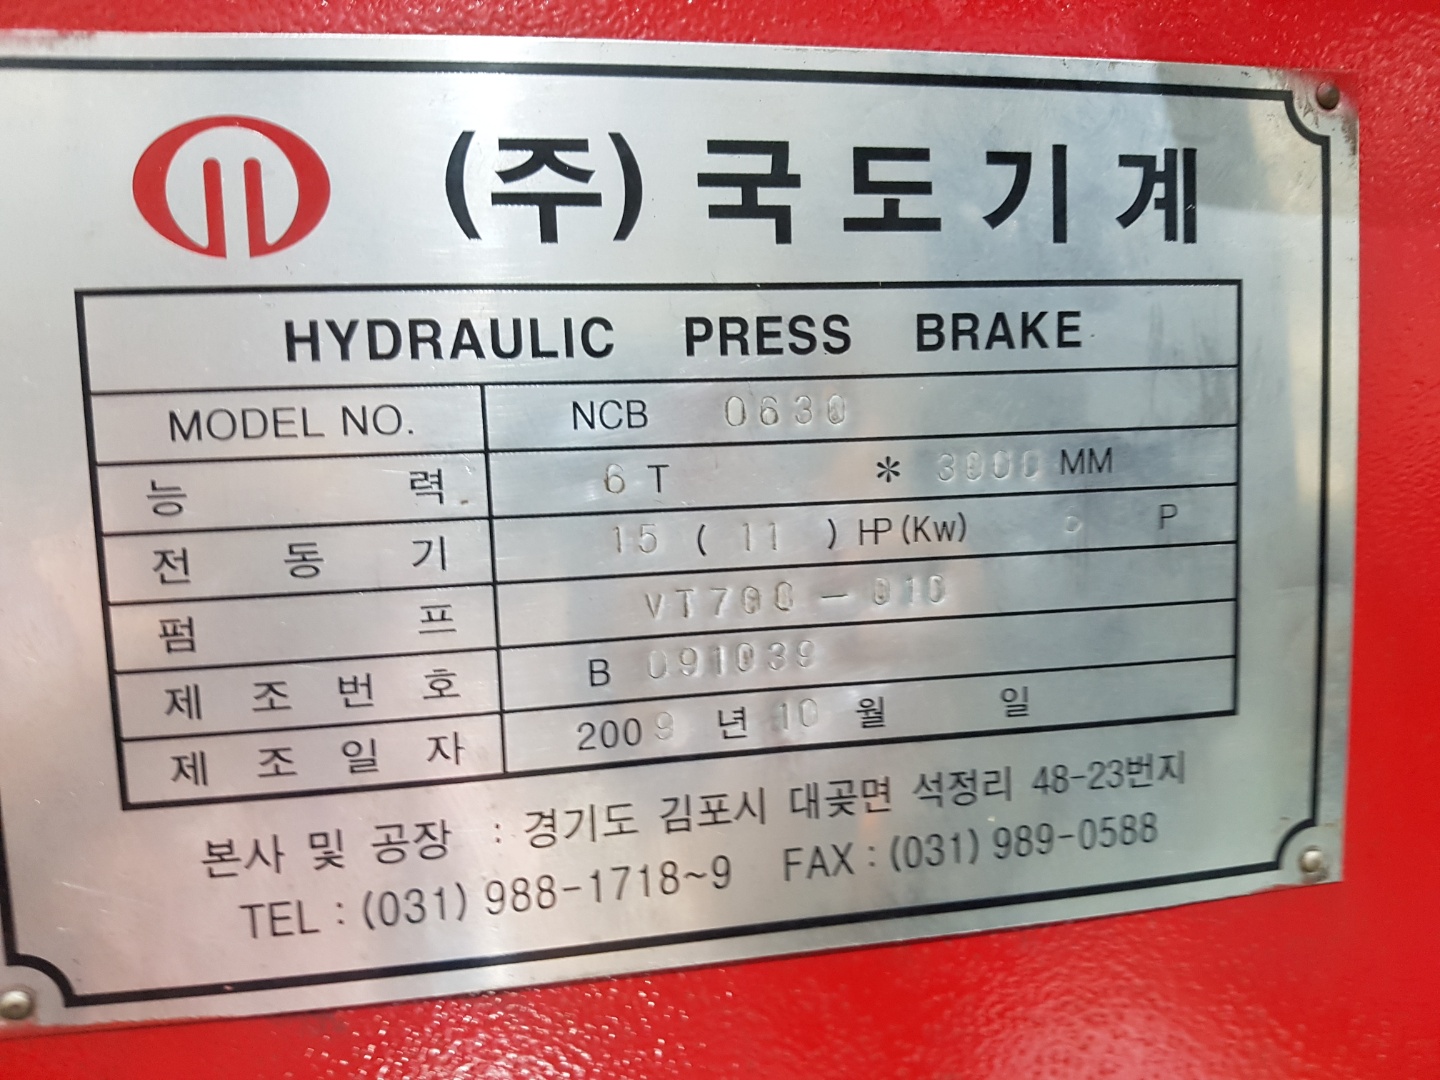 (주) 국도기계
HYDRAULIC PRESS BRAKE
MODEL NO. NCB 0630
능력 6 T * 3000 MM
전동기 15 ( 11 ) HP (Kw) P
펌프 VT700-010
제조번호 B 091039
제조일자 2009 년 10 월 일
본사 및 공장 : 경기도 김포시 대곶면 석정리 48-23번지
TEL : (031) 988-1718~9 FAX : (031) 989-0588